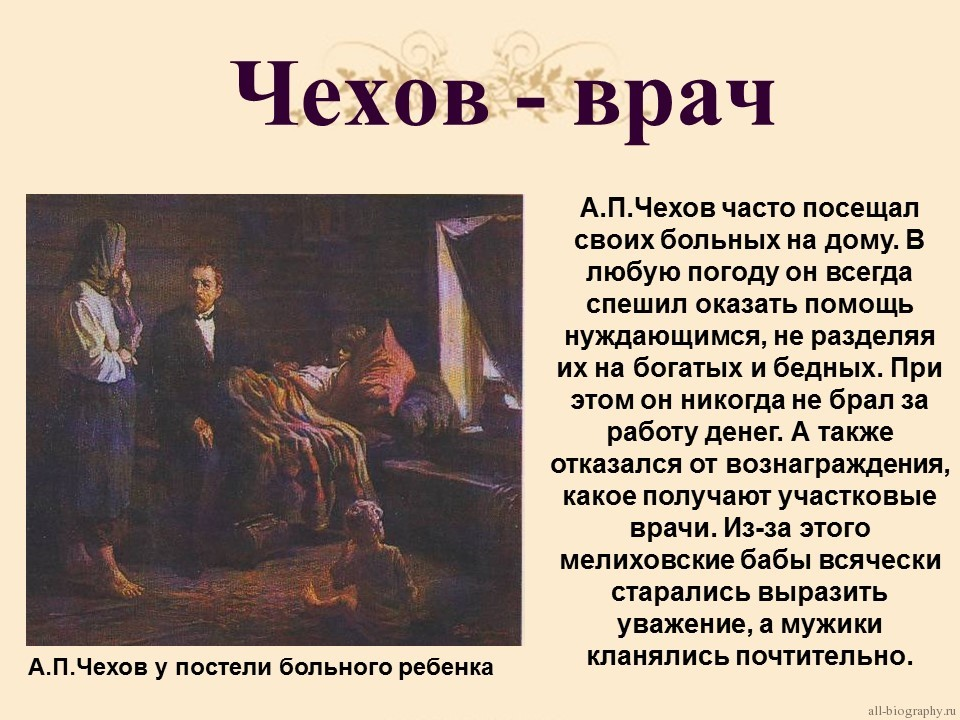 Чехов - врач
А.П.Чехов часто посещал
своих больных на дому. В
любую погоду он всегда
спешил оказать помощь
нуждающимся, не разделяя
их на богатых и бедных. При
этом он никогда не брал за
работу денег. А также
отказался от вознаграждения,
какое получают участковые
врачи. Из-за этого
мелиховские бабы всячески
старались выразить
уважение, а мужики
кланялись почтительно.
А.П.Чехов у постели больного ребенка
all-biography.ru